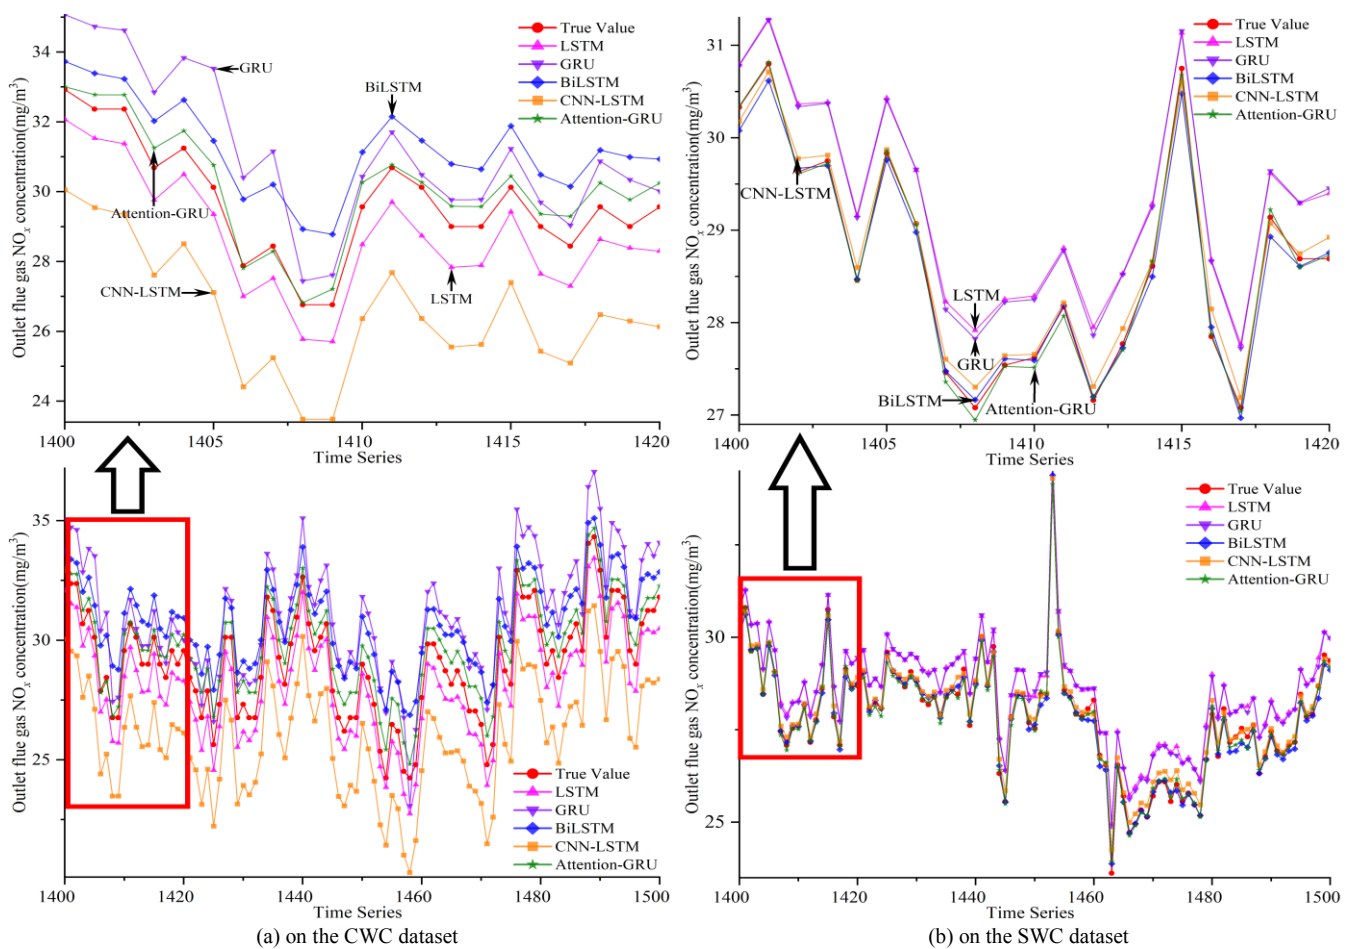 Outlet flue gas NOx concentration(mg/m³)
34
32
30
28
26
24
1400
1405
1410
1415
1420
Time Series
True Value
LSTM
GRU
BiLSTM
CNN-LSTM
Attention-GRU
GRU
BiLSTM
Attention-GRU
CNN-LSTM
LSTM
Outlet flue gas NOx concentration(mg/m³)
31
30
29
28
27
1400
1405
1410
1415
1420
Time Series
True Value
LSTM
GRU
BiLSTM
CNN-LSTM
Attention-GRU
CNN-LSTM
LSTM
GRU
BiLSTM
Attention-GRU
Outlet flue gas NOx concentration(mg/m³)
35
30
25
1400
1420
1440
1460
1480
1500
Time Series
True Value
LSTM
GRU
BiLSTM
CNN-LSTM
Attention-GRU
(a) on the CWC dataset
Outlet flue gas NOx concentration(mg/m³)
30
25
1400
1420
1440
1460
1480
1500
Time Series
True Value
LSTM
GRU
BiLSTM
CNN-LSTM
Attention-GRU
(b) on the SWC dataset